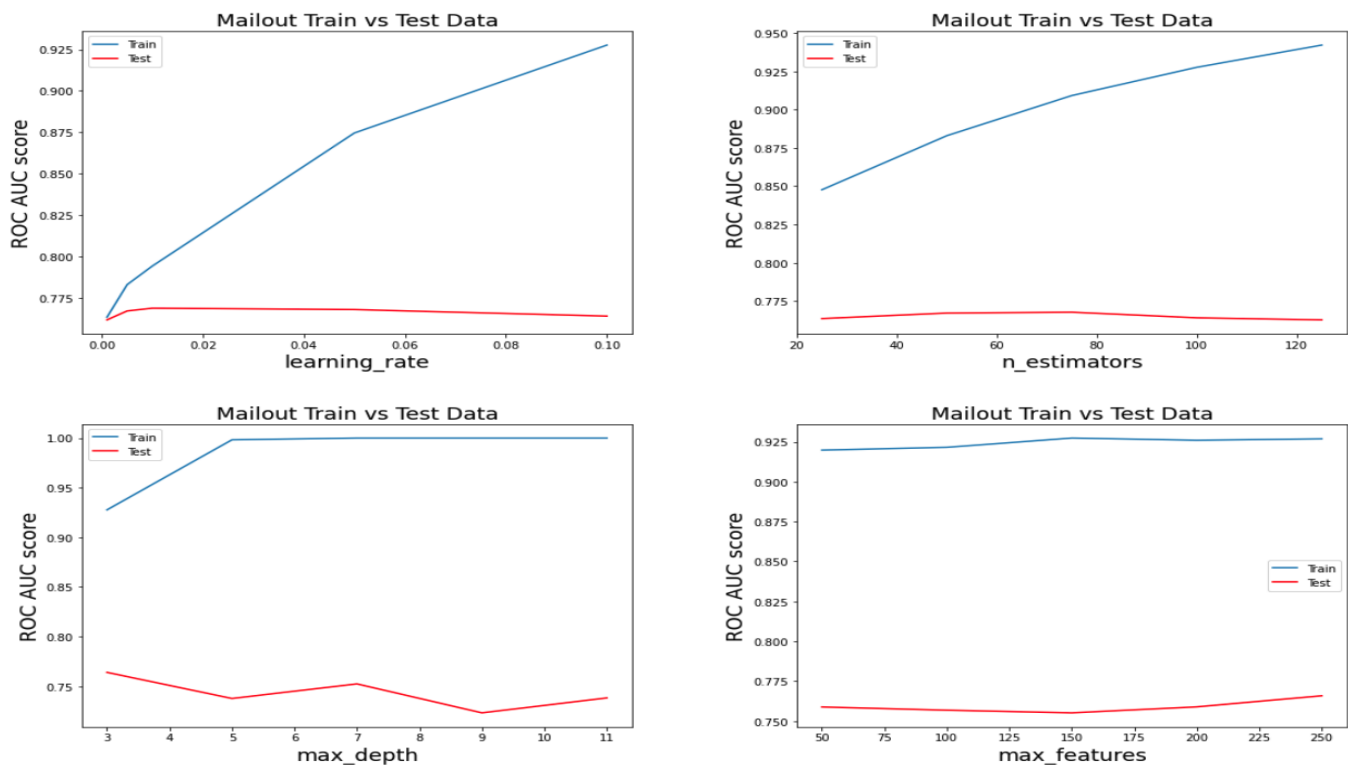 Mailout Train vs Test Data
Train
Test
ROC AUC score
0.925
0.900
0.875
0.850
0.825
0.800
0.775
0.00 0.02 0.04 0.06 0.08 0.10
learning_rate
Mailout Train vs Test Data
Train
Test
ROC AUC score
0.950
0.925
0.900
0.875
0.850
0.825
0.800
0.775
20 40 60 80 100 120
n_estimators
Mailout Train vs Test Data
Train
Test
ROC AUC score
1.00
0.95
0.90
0.85
0.80
0.75
3 4 5 6 7 8 9 10 11
max_depth
Mailout Train vs Test Data
ROC AUC score
0.925
0.900
0.875
0.850
0.825
0.800
0.775
0.750
Train
Test
50 75 100 125 150 175 200 225 250
max_features